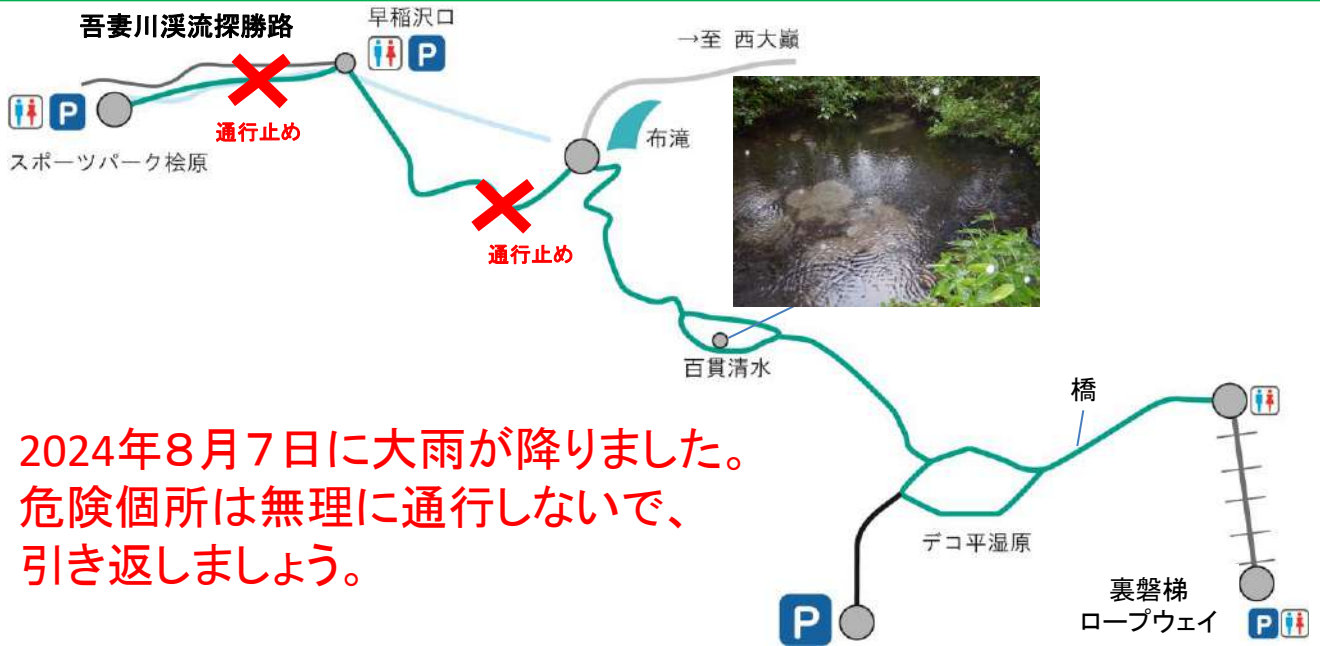 吾妻川渓流探勝路
早稲沢口
P
→至 西大巓
P
通行止め
布滝
スポーツパーク桧原
通行止め
百貫清水
橋
2024年８月７日に大雨が降りました。
危険個所は無理に通行しないで、
引き返しましょう。
デコ平湿原
裏磐梯
ロープウェイ
P
P